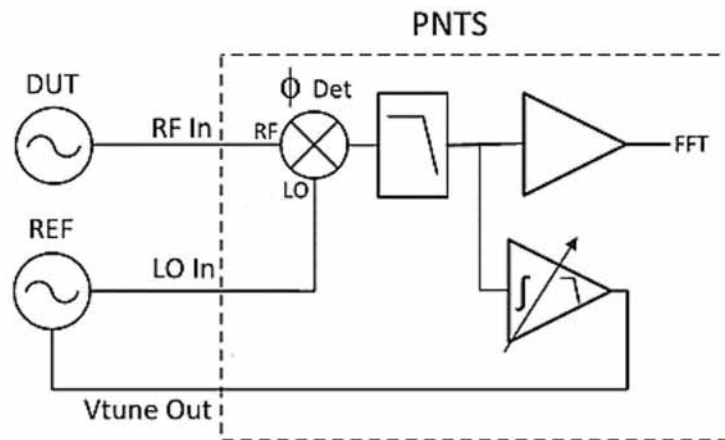 PNTS
DUT
ϕ Det
RF In
RF
FFT
LO
REF
LO In
∫
Vtune Out